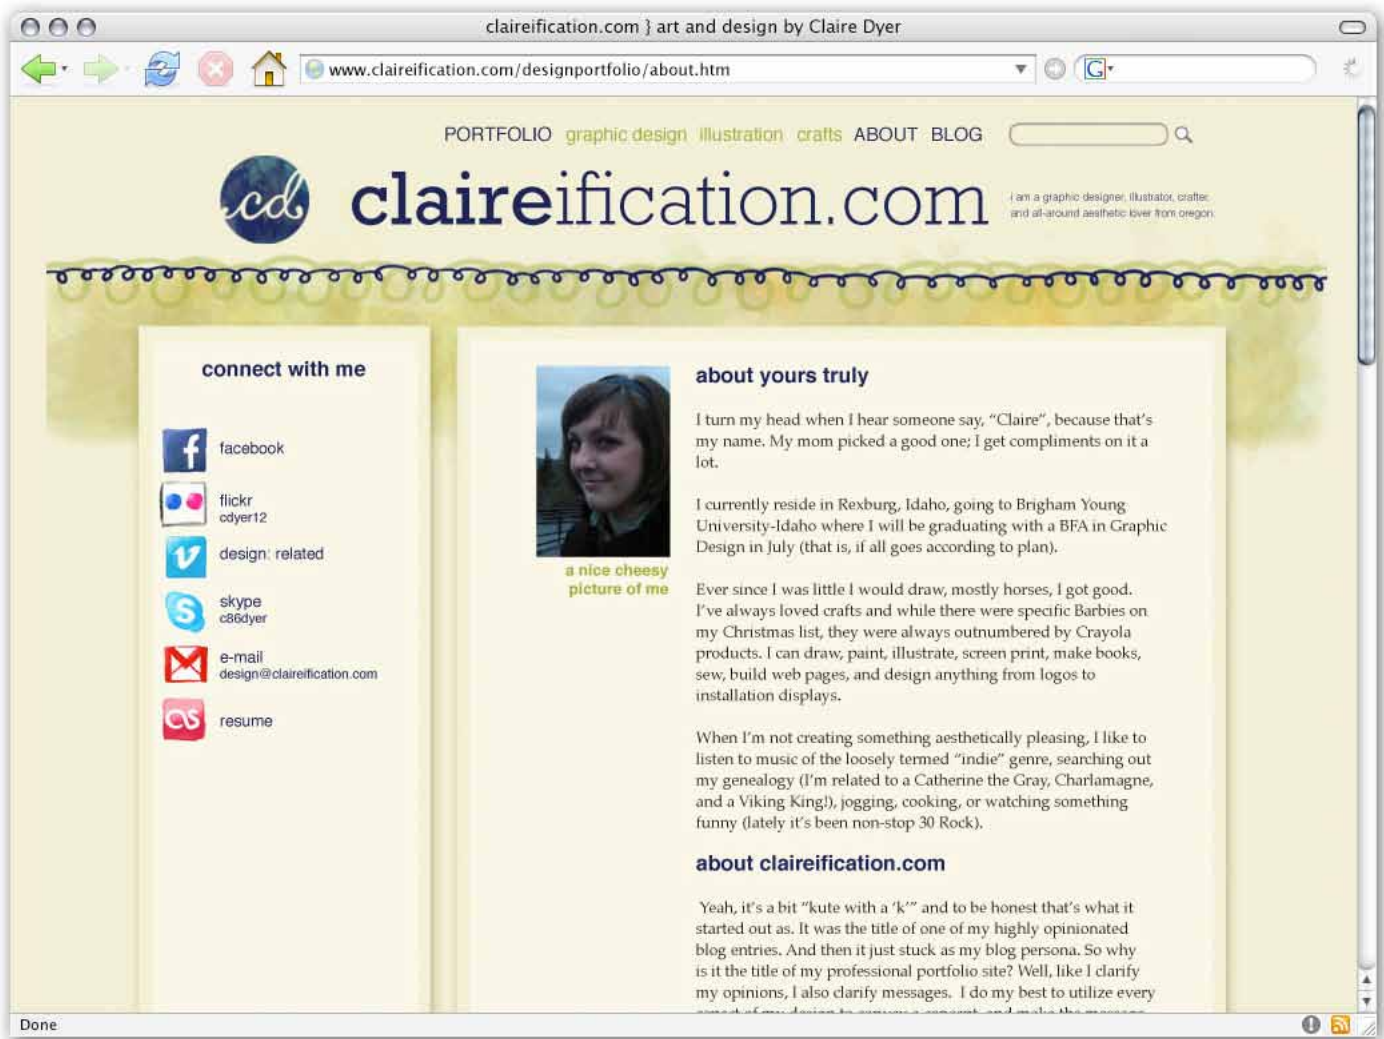 claireification.com } art and design by Claire Dyer
www.claireification.com/designportfolio/about.htm
G
PORTFOLIO graphic design illustration crafts ABOUT BLOG
cd
claireification.com
i am a graphic designer, illustrator, crafter,
and all-around aesthetic lover from oregon.
connect with me
facebook
flickr
cdyer12
design: related
skype
c86dyer
e-mail
design@claireification.com
resume
a nice cheesy
picture of me
about yours truly
I turn my head when I hear someone say, “Claire”, because that’s
my name. My mom picked a good one; I get compliments on it a
lot.
I currently reside in Rexburg, Idaho, going to Brigham Young
University-Idaho where I will be graduating with a BFA in Graphic
Design in July (that is, if all goes according to plan).
Ever since I was little I would draw, mostly horses, I got good.
I’ve always loved crafts and while there were specific Barbies on
my Christmas list, they were always outnumbered by Crayola
products. I can draw, paint, illustrate, screen print, make books,
sew, build web pages, and design anything from logos to
installation displays.
When I’m not creating something aesthetically pleasing, I like to
listen to music of the loosely termed “indie” genre, searching out
my genealogy (I’m related to a Catherine the Gray, Charlamagne,
and a Viking King!), jogging, cooking, or watching something
funny (lately it’s been non-stop 30 Rock).
about claireification.com
Yeah, it’s a bit “kute with a ‘k’” and to be honest that’s what it
started out as. It was the title of one of my highly opinionated
blog entries. And then it just stuck as my blog persona. So why
is it the title of my professional portfolio site? Well, like I clarify
my opinions, I also clarify messages. I do my best to utilize every
Done